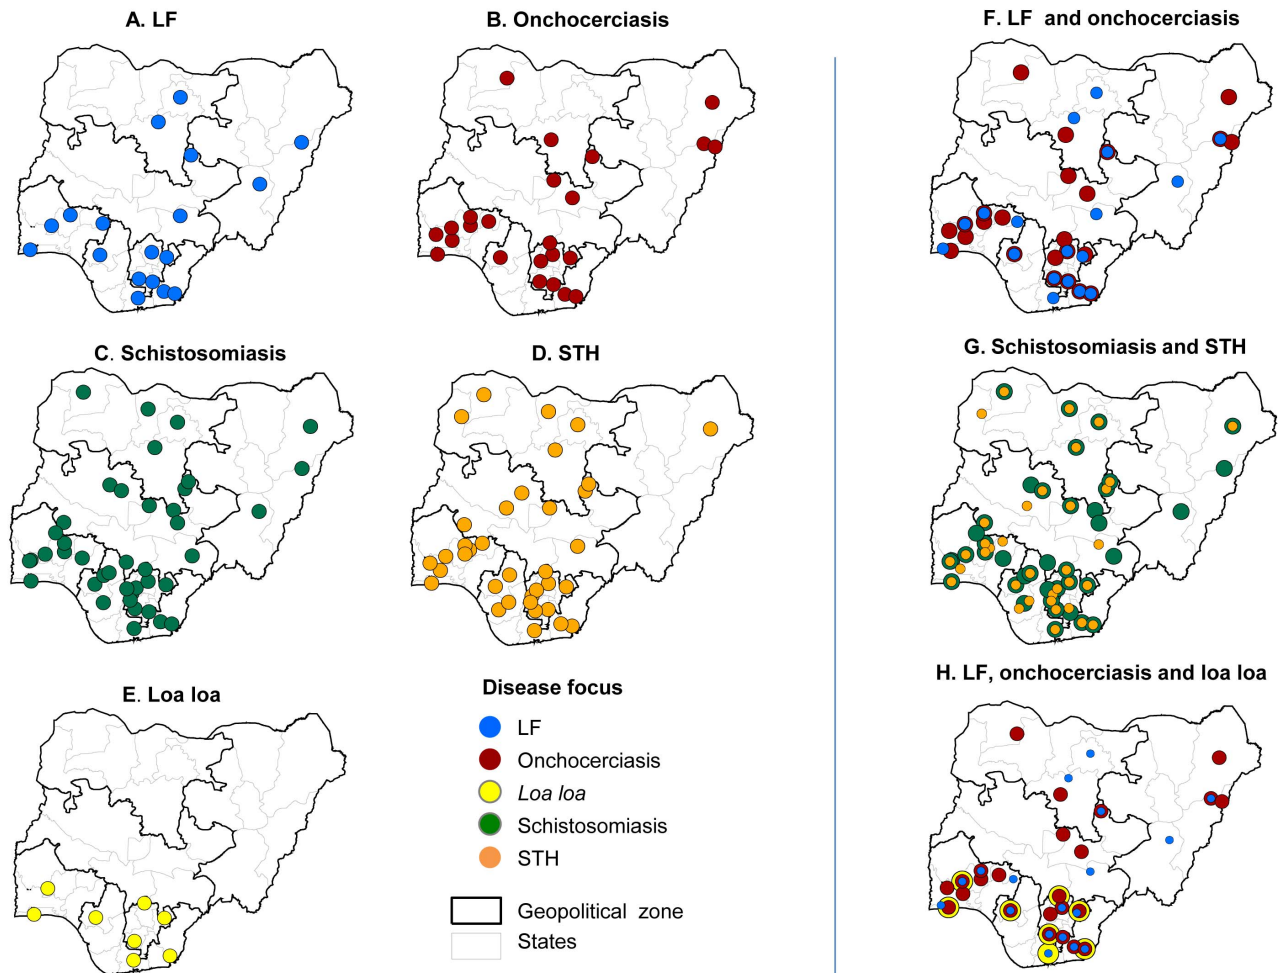 A. LF
B. Onchocerciasis
F. LF and onchocerciasis
C. Schistosomiasis
D. STH
G. Schistosomiasis and STH
E. Loa loa
H. LF, onchocerciasis and loa loa
Disease focus
LF
Onchocerciasis
Loa loa
Schistosomiasis
STH
Geopolitical zone
States